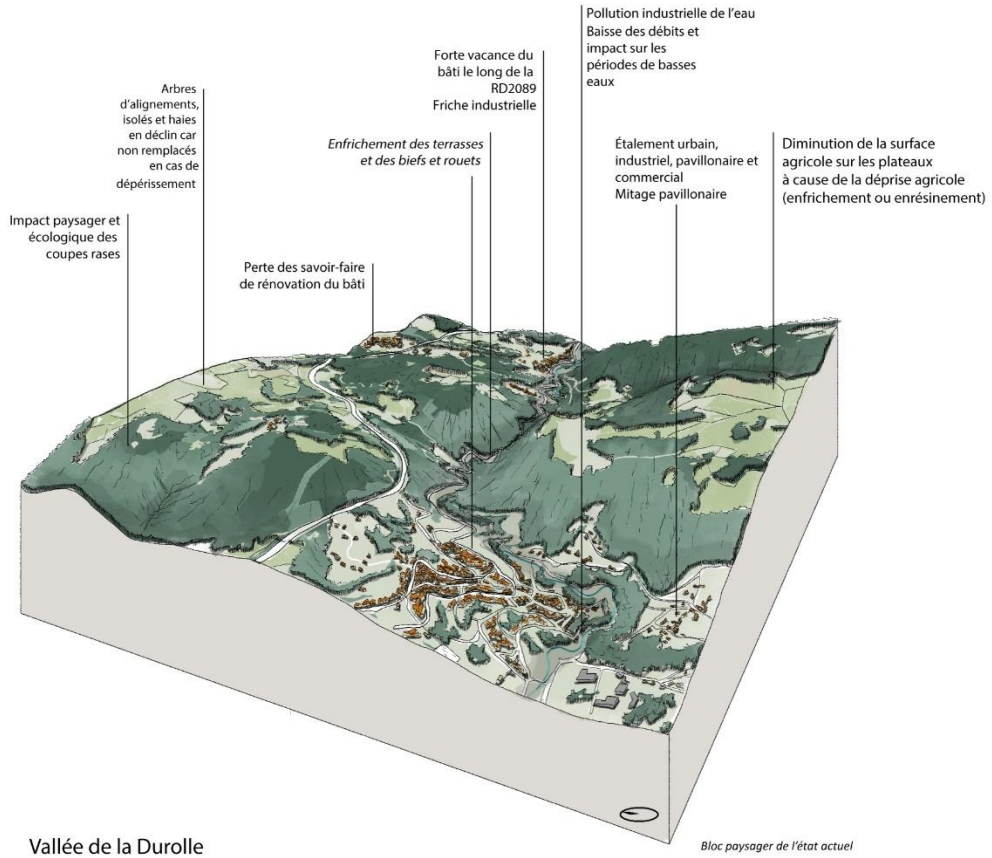 Pollution industrielle de l'eau
Baisse des débits et
impact sur les
périodes de basses
eaux
Forte vacance du
bâti le long de la
RD2089
Friche industrielle
Arbres
d'alignements,
isolés et haies
en déclin car
non remplacés
en cas de
dépérissement
Enfrichement des terrasses
et des biefs et rouets
Étalement urbain,
industriel, pavillonaire et
commercial
Mitage pavillonaire
Diminution de la surface
agricole sur les plateaux
à cause de la déprise agricole
(enfrichement ou enrésinement)
Impact paysager et
écologique des
coupes rases
Perte des savoir-faire
de rénovation du bâti
Vallée de la Durolle
Bloc paysager de l'état actuel